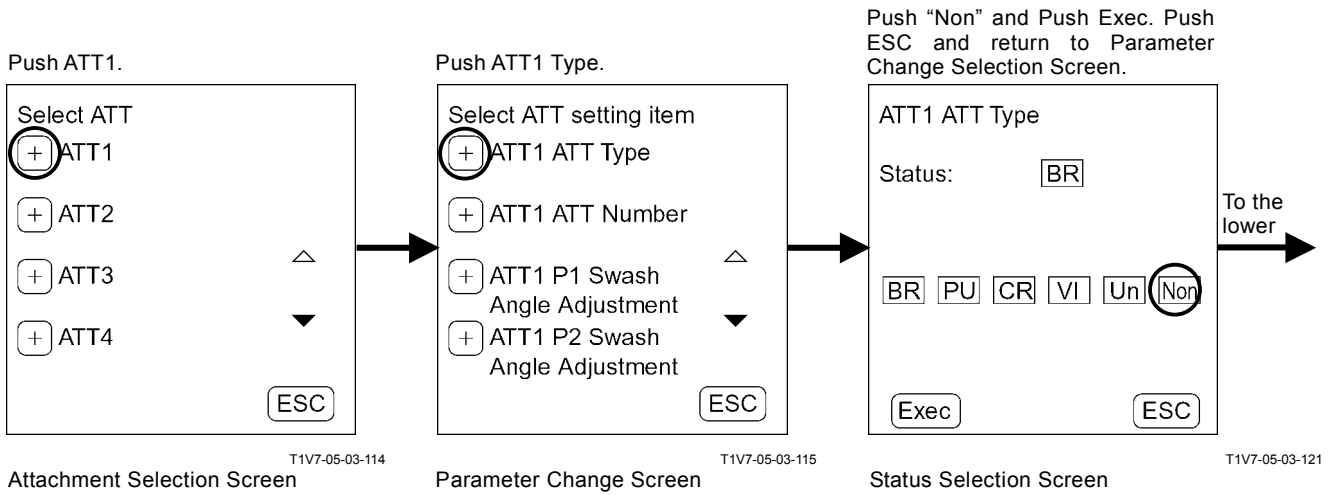 Push ATT1.
Select ATT
+ ATT1
+ ATT2
+ ATT3
+ ATT4
ESC
T1V7-05-03-114
Attachment Selection Screen
Push ATT1 Type.
Select ATT setting item
+ ATT1 ATT Type
+ ATT1 ATT Number
+ ATT1 P1 Swash
Angle Adjustment
+ ATT1 P2 Swash
Angle Adjustment
ESC
T1V7-05-03-115
Parameter Change Screen
Push “Non” and Push Exec. Push
ESC and return to Parameter
Change Selection Screen.
ATT1 ATT Type
Status: BR
BR PU CR VI Un Non
Exec ESC
T1V7-05-03-121
Status Selection Screen
To the
lower